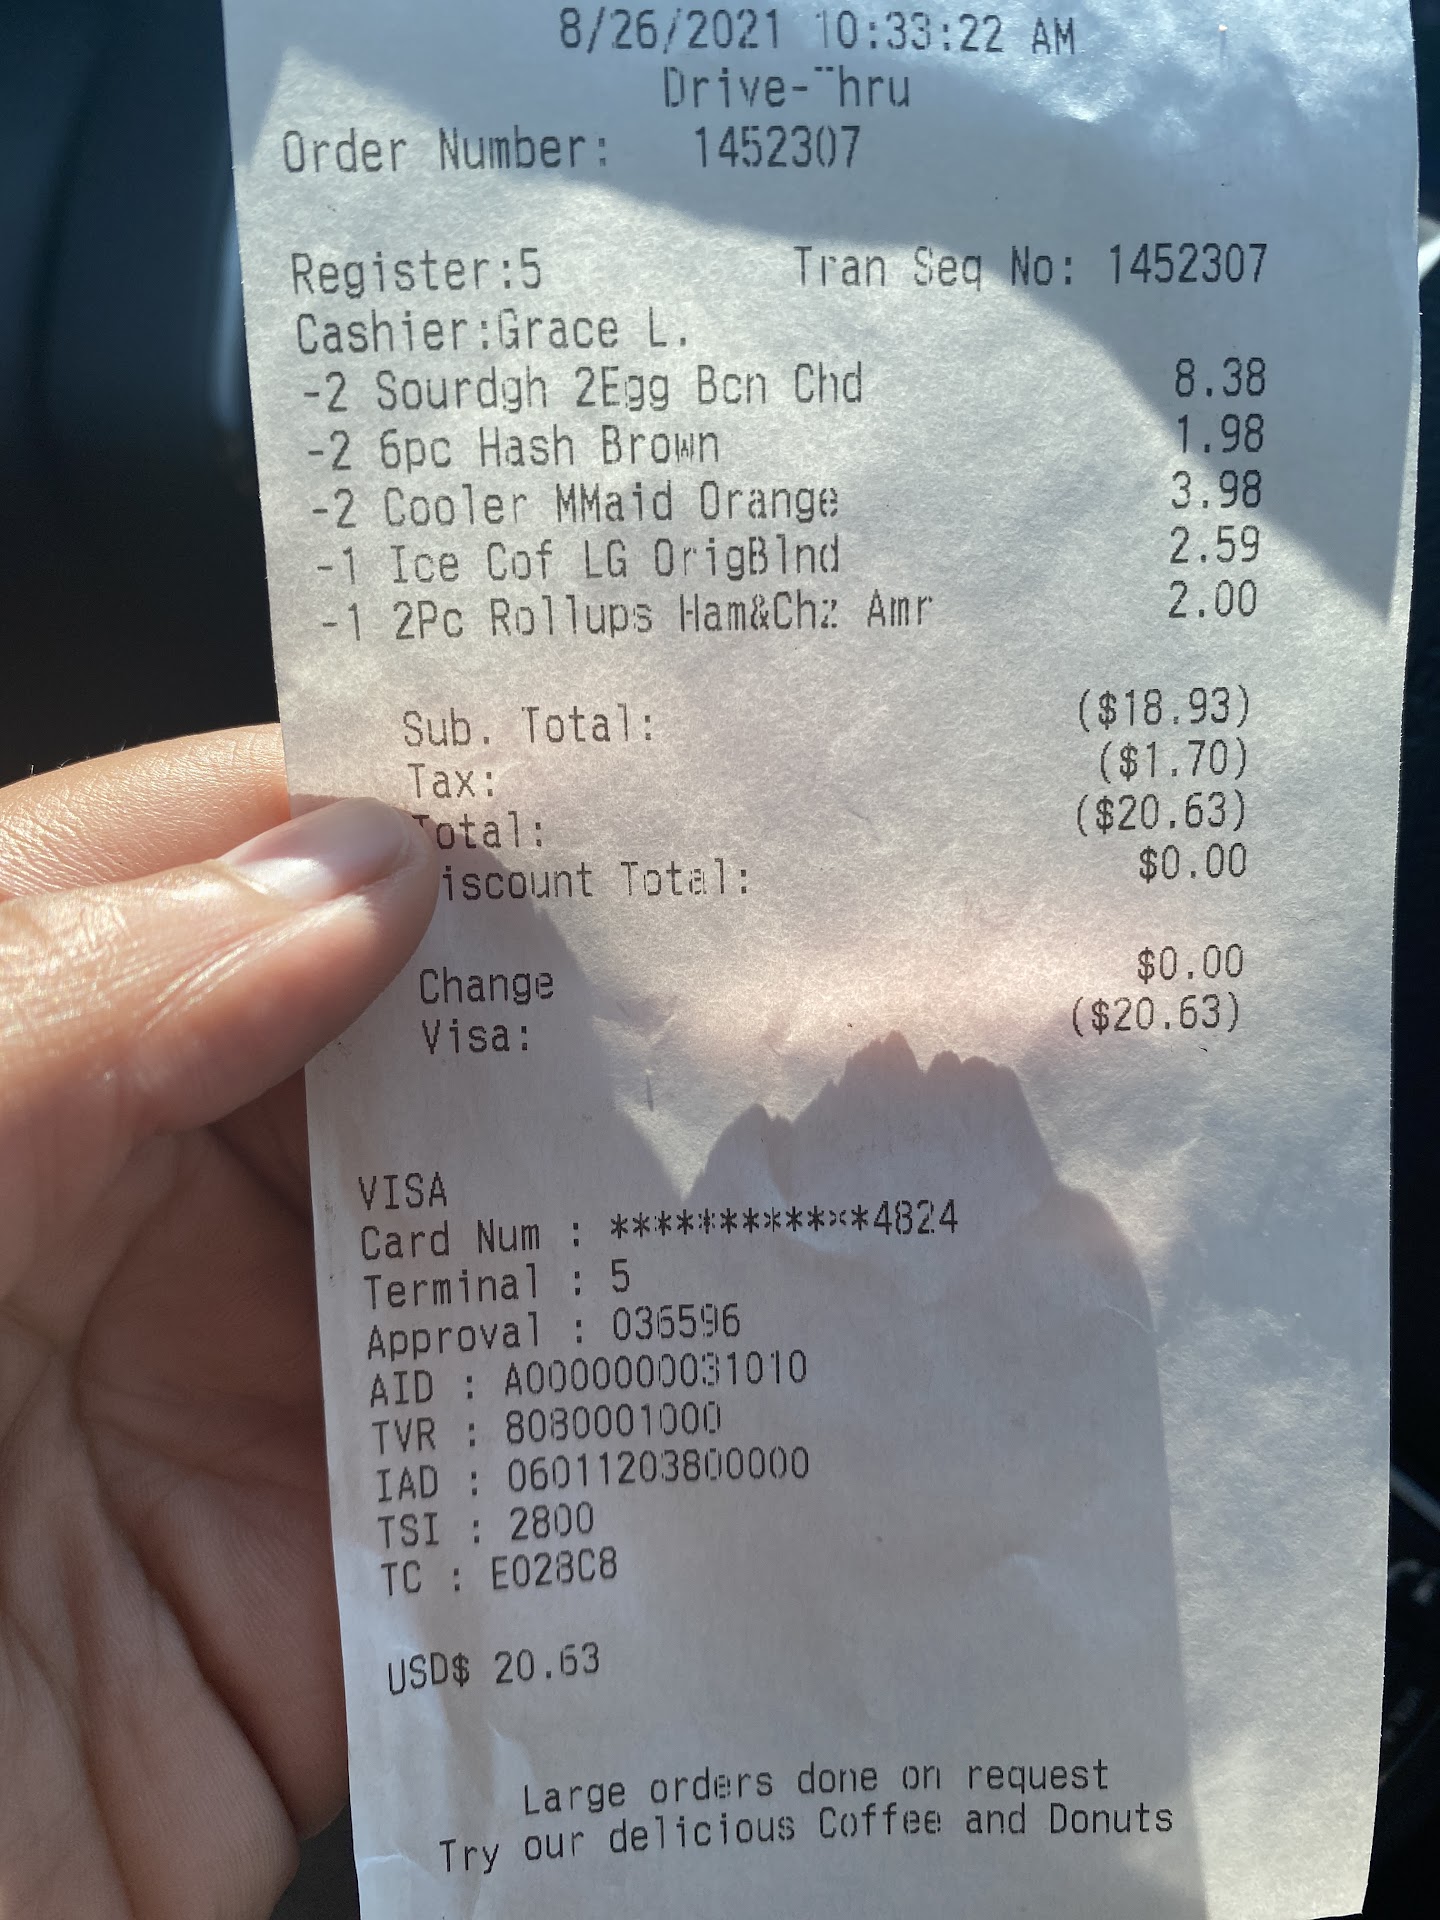 8/26/2021 10:33:22 AM
Drive-Thru
Order Number: 1452307
Register:5 Tran Seq No: 1452307
Cashier:Grace L.
-2 Sourdgh 2Egg Bcn Chd 8.38
-2 6pc Hash Brown 1.98
-2 Cooler MMaid Orange 3.98
-1 Ice Cof LG OrigBlnd 2.59
-1 2Pc Rollups Ham&Chz Amr 2.00
Sub. Total: ($18.93)
Tax: ($1.70)
Total: ($20.63)
iscount Total: $0.00
Change $0.00
Visa: ($20.63)
VISA
Card Num : ************4824
Terminal : 5
Approval : 036596
AID : A0000000031010
TVR : 8080001000
IAD : 06011203800000
TSI : 2800
TC : E028C8
USD$ 20.63
Large orders done on request
Try our delicious Coffee and Donuts